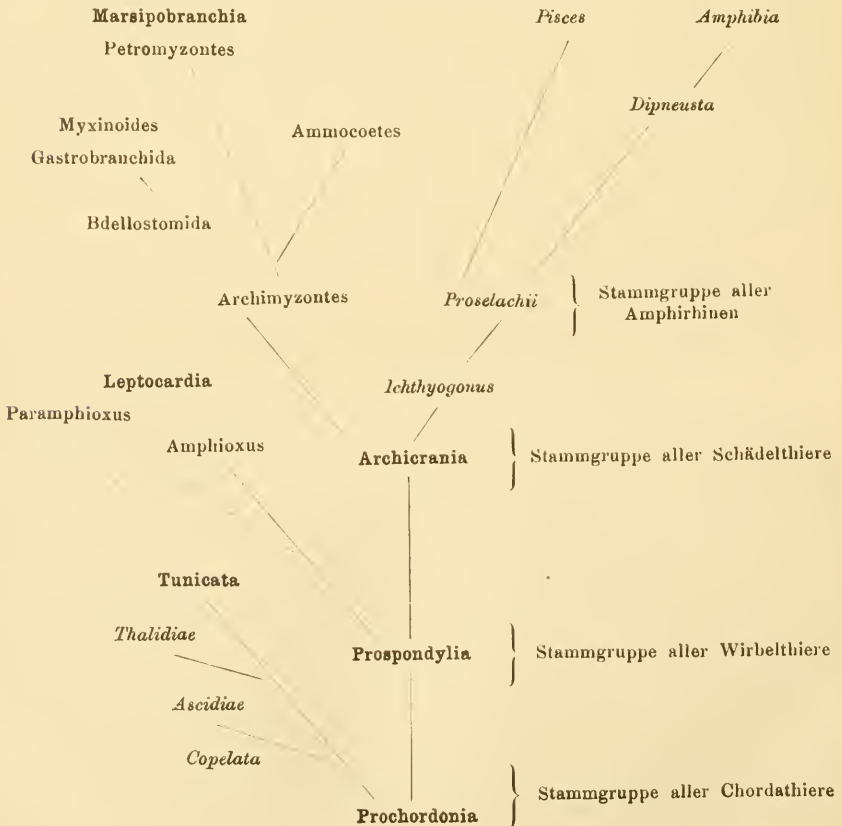 Marsipobranchia
Petromyzontes
Pisces
Amphibia
Dipneusta
Myxinoides
Gastrobranchida
Ammocoetes
Bdellostomida
Archimyzontes
Proselachii
Stammgruppe aller
Amphirhinen
Leptocardia
Paramphioxus
Ichthyogonus
Amphioxus
Archicrania
Stammgruppe aller Schädelthiere
Tunicata
Thalidiae
Prospondylia
Stammgruppe aller Wirbelthiere
Ascidiae
Copelata
Prochordonia
Stammgruppe aller Chordathiere